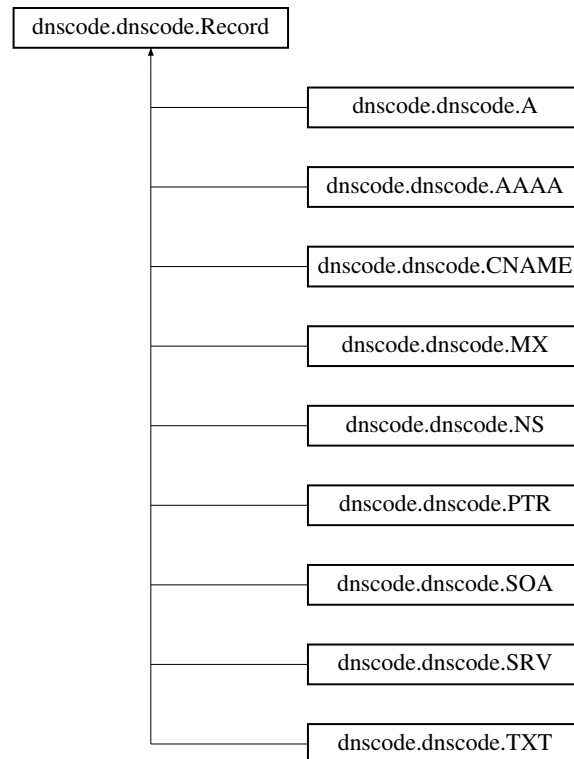 dnscode.dnscode.Record
dnscode.dnscode.A
dnscode.dnscode.AAAA
dnscode.dnscode.CNAME
dnscode.dnscode.MX
dnscode.dnscode.NS
dnscode.dnscode.PTR
dnscode.dnscode.SOA
dnscode.dnscode.SRV
dnscode.dnscode.TXT